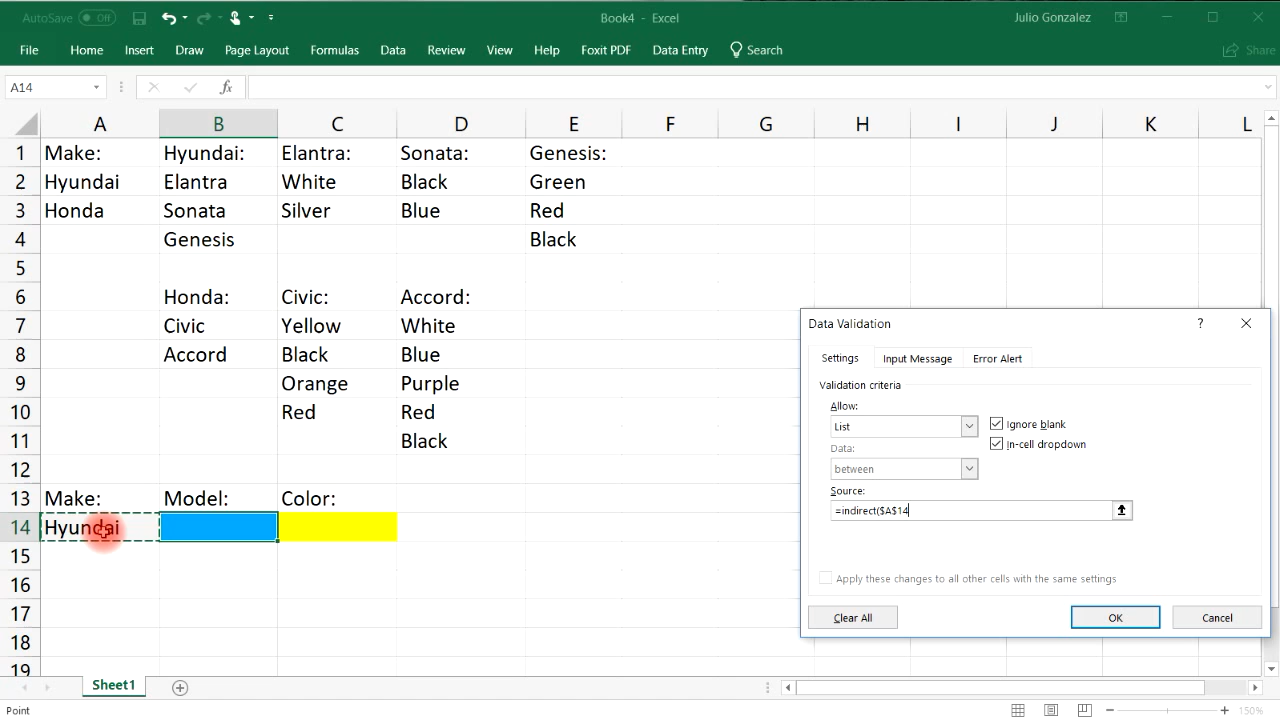 AutoSave Off Book4 - Excel Julio Gonzalez
File Home Insert Draw Page Layout Formulas Data Review View Help Foxit PDF Data Entry Search Share
A14 fx
A B C D E F G H I J K L
1 Make: Hyundai: Elantra: Sonata: Genesis:
2 Hyundai Elantra White Black Green
3 Honda Sonata Silver Blue Red
4 Genesis Black
5
6 Honda: Civic: Accord:
7 Civic Yellow White
8 Accord Black Blue
9 Orange Purple
10 Red Red
11 Black
12
13 Make: Model: Color:
14 Hyundai
15
16
17
18
19
Data Validation ?
Settings Input Message Error Alert
Validation criteria
Allow:
List Ignore blank
In-cell dropdown
Data:
between
Source:
=indirect($A$14
Apply these changes to all other cells with the same settings
Clear All OK Cancel
Sheet1
Point 150%